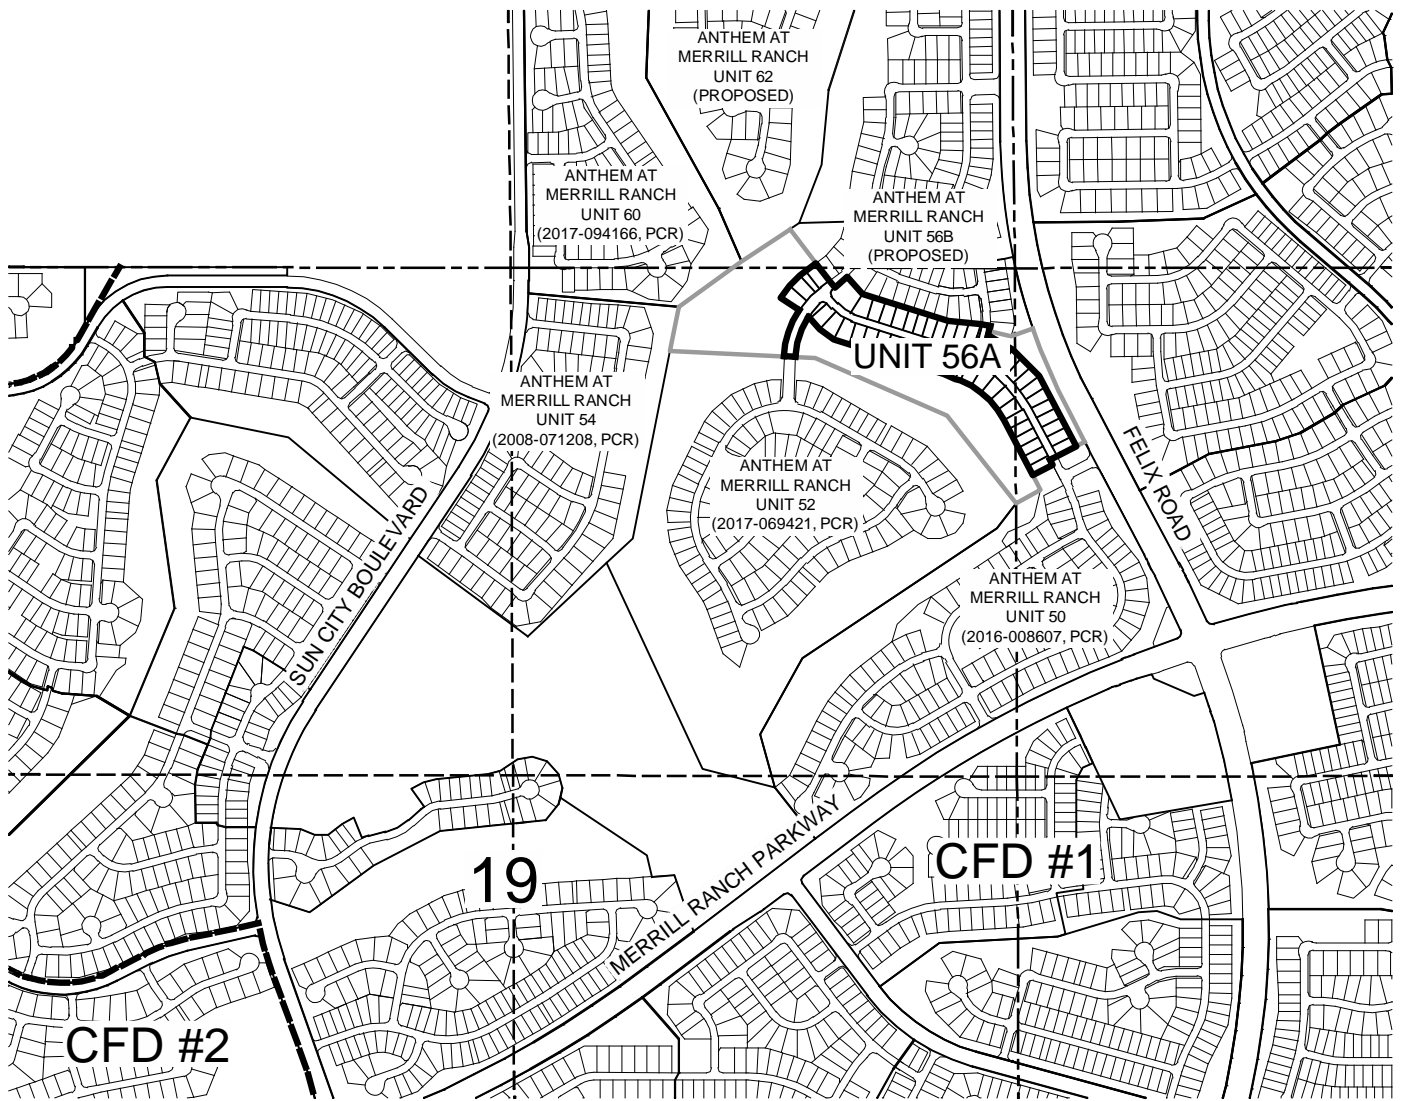 ANTHEM AT
MERRILL RANCH
UNIT 62
(PROPOSED)
ANTHEM AT
MERRILL RANCH
UNIT 60
(2017-094166, PCR)
ANTHEM AT
MERRILL RANCH
UNIT 56B
(PROPOSED)
UNIT 56A
ANTHEM AT
MERRILL RANCH
UNIT 54
(2008-071208, PCR)
ANTHEM AT
MERRILL RANCH
UNIT 52
(2017-069421, PCR)
FELIX ROAD
SUN CITY BOULEVARD
ANTHEM AT
MERRILL RANCH
UNIT 50
(2016-008607, PCR)
MERRILL RANCH PARKWAY
19
CFD #1
CFD #2